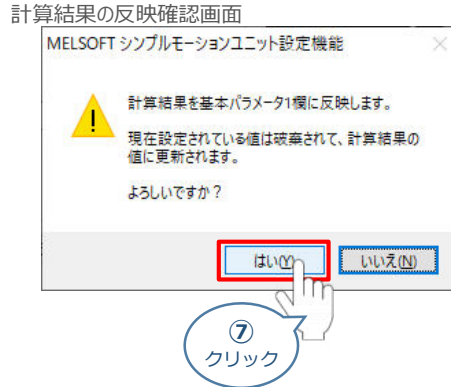 計算結果の反映確認画面
MELSOFT シンプルモーションユニット設定機能
計算結果を基本パラメータ1欄に反映します。
現在設定されている値は破棄されて、計算結果の
値に更新されます。
よろしいですか？
はい(Y)
いいえ(N)
⑦
クリック